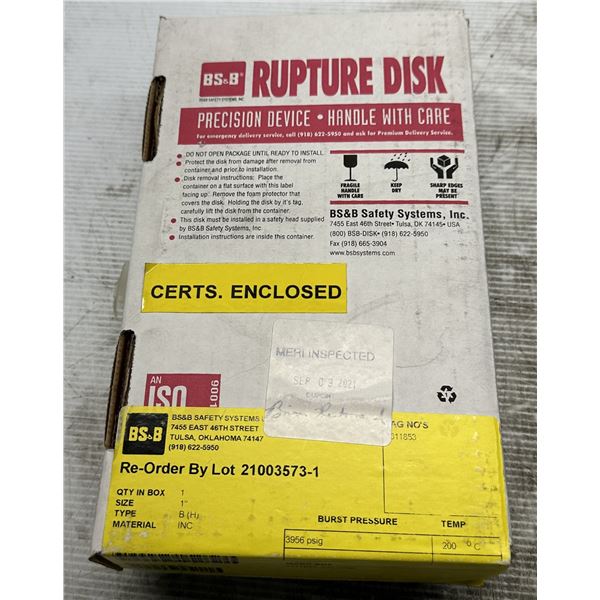 BS&B® RUPTURE DISK
BS&B SAFETY SYSTEMS, INC
PRECISION DEVICE • HANDLE WITH CARE
For emergency delivery service, call (918) 622-5950 and ask for Premium Delivery Service.
• DO NOT OPEN PACKAGE UNTIL READY TO INSTALL.
• Protect the disk from damage after removal from
container, and prior to installation.
• Disk removal instructions: Place the
container on a flat surface with this label
facing up. Remove the foam protector that
covers the disk. Holding the disk by it's tag,
carefully lift the disk from the container.
• This disk must be installed in a safety head supplied
by BS&B Safety Systems, Inc.
• Installation instructions are inside this container.
FRAGILE
HANDLE
WITH CARE
KEEP
DRY
SHARP EDGES
MAY BE
PRESENT
BS&B Safety Systems, Inc.
7455 East 46th Street• Tulsa, OK 74145• USA
(800) BSB-DISK• (918) 622-5950
Fax (918) 665-3904
www.bsbsystems.com
CERTS. ENCLOSED
MERI INSPECTED
SEP 03 2021
AN
ISO
9001
BS&B
BS&B SAFETY SYSTEMS
7455 EAST 46TH STREET
TULSA, OKLAHOMA 74147
(918) 622-5950
AG NO'S
311853
Re-Order By Lot 21003573-1
QTY IN BOX 1
SIZE 1"
TYPE B (H)
MATERIAL INC
BURST PRESSURE TEMP
3956 psig 200 ° C